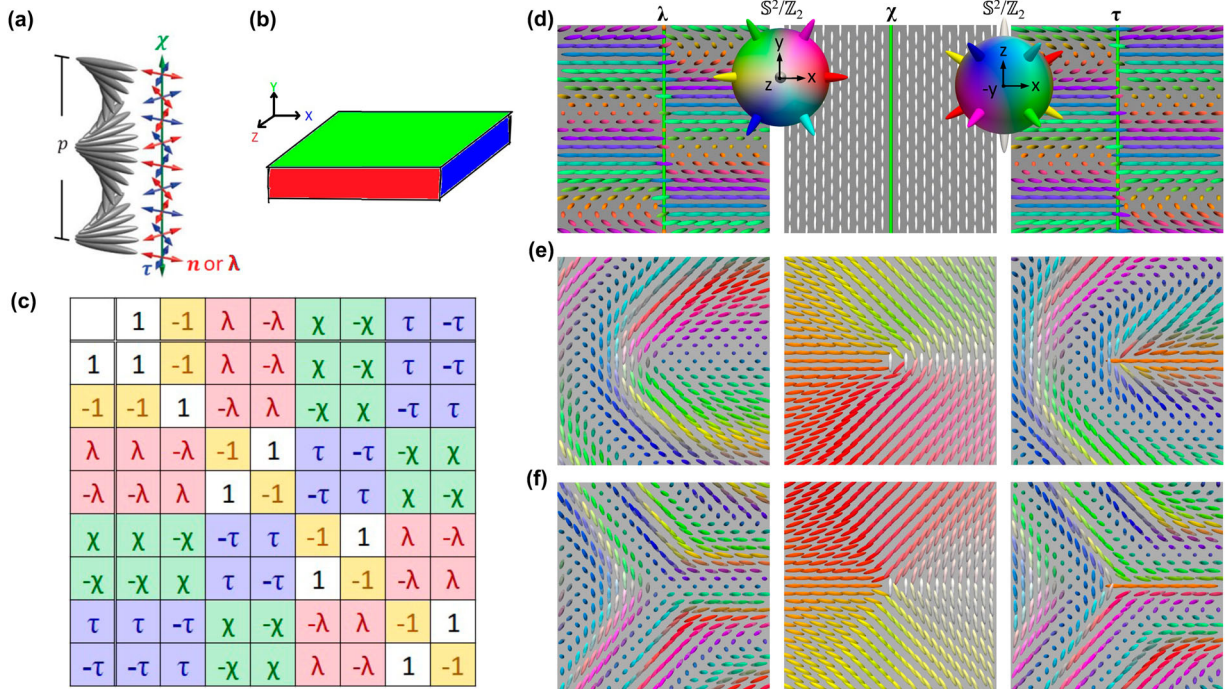 (a)
χ
p
τ
n or λ
(b)
Y
X
Z
(c)
1 -1 λ -λ χ -χ τ -τ
1 1 -1 λ -λ χ -χ τ -τ
-1 -1 1 -λ λ -χ χ -τ τ
λ λ -λ -1 1 τ -τ -χ χ
-λ -λ λ 1 -1 -τ τ χ -χ
χ χ -χ -τ τ -1 1 λ -λ
-χ -χ χ τ -τ 1 -1 -λ λ
τ τ -τ χ -χ -λ λ -1 1
-τ -τ τ -χ χ λ -λ 1 -1
(d)
λ
𝕊²/ℤ₂
χ
𝕊²/ℤ₂
τ
y
z
x
z
-y
x
(e)
(f)